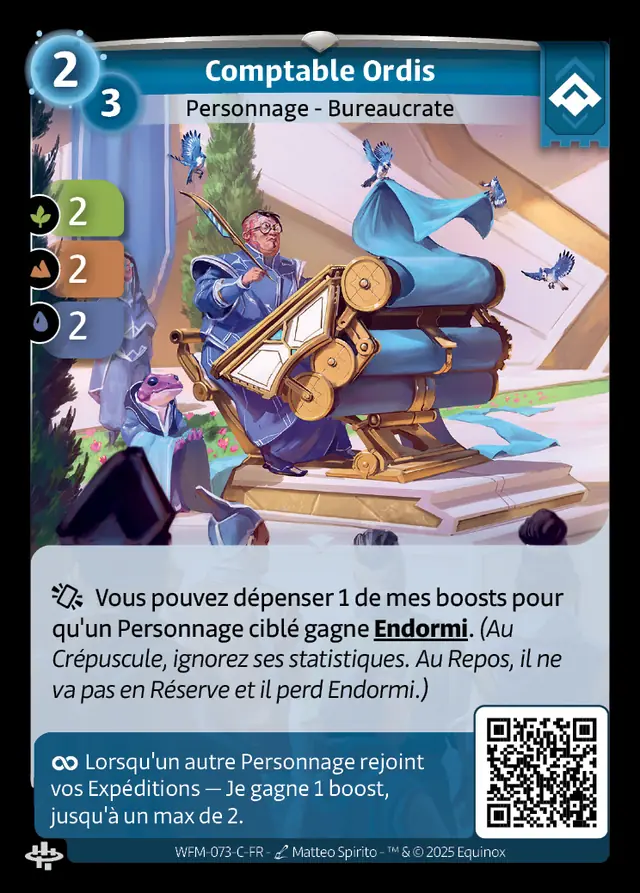 2
Comptable Ordis
3
Personnage - Bureaucrate
2
2
2
Vous pouvez dépenser 1 de mes boosts pour
qu'un Personnage ciblé gagne Endormi. (Au
Crépuscule, ignorez ses statistiques. Au Repos, il ne
va pas en Réserve et il perd Endormi.)
∞ Lorsqu'un autre Personnage rejoint
vos Expéditions — Je gagne 1 boost,
jusqu'à un max de 2.
WFM-073-C-FR - Matteo Spirito - ™ & © 2025 Equinox